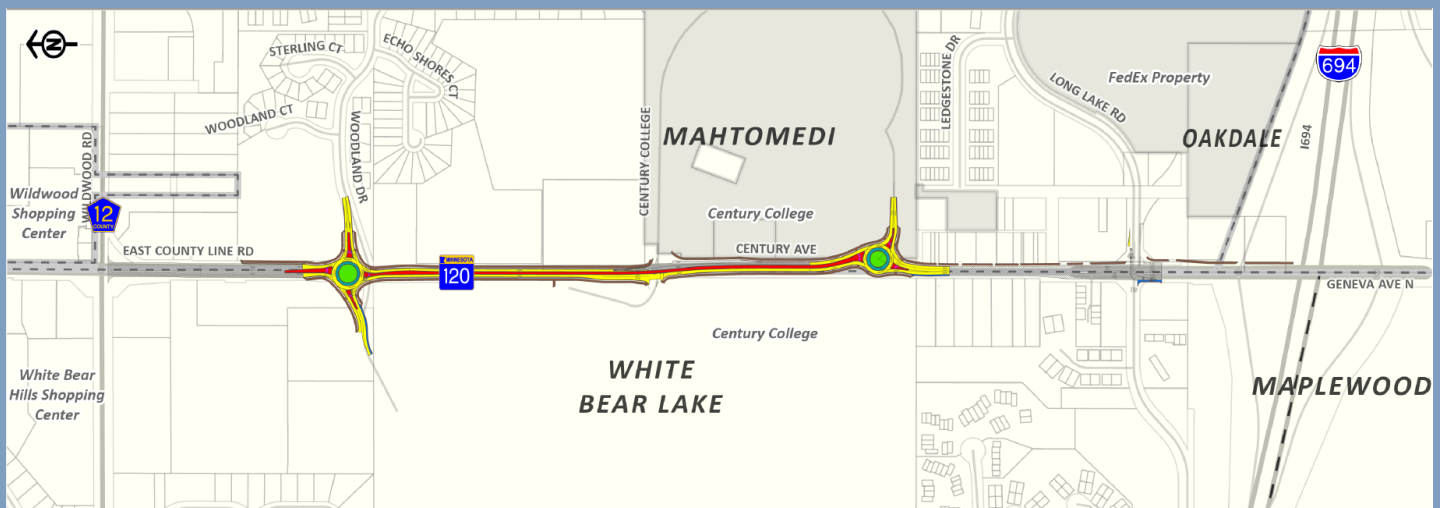 N
STERLING CT
ECHO SHORES CT
WOODLAND CT
WOODLAND DR
WILDWOOD RD
Wildwood
Shopping
Center
12
COUNTY
EAST COUNTY LINE RD
MINNESOTA
120
CENTURY COLLEGE
MAHTOMEDI
Century College
CENTURY AVE
LEDGESTONE DR
LONG LAKE RD
FedEx Property
OAKDALE
I694
694
GENEVA AVE N
Century College
WHITE
BEAR LAKE
White Bear
Hills Shopping
Center
MAPLEWOOD